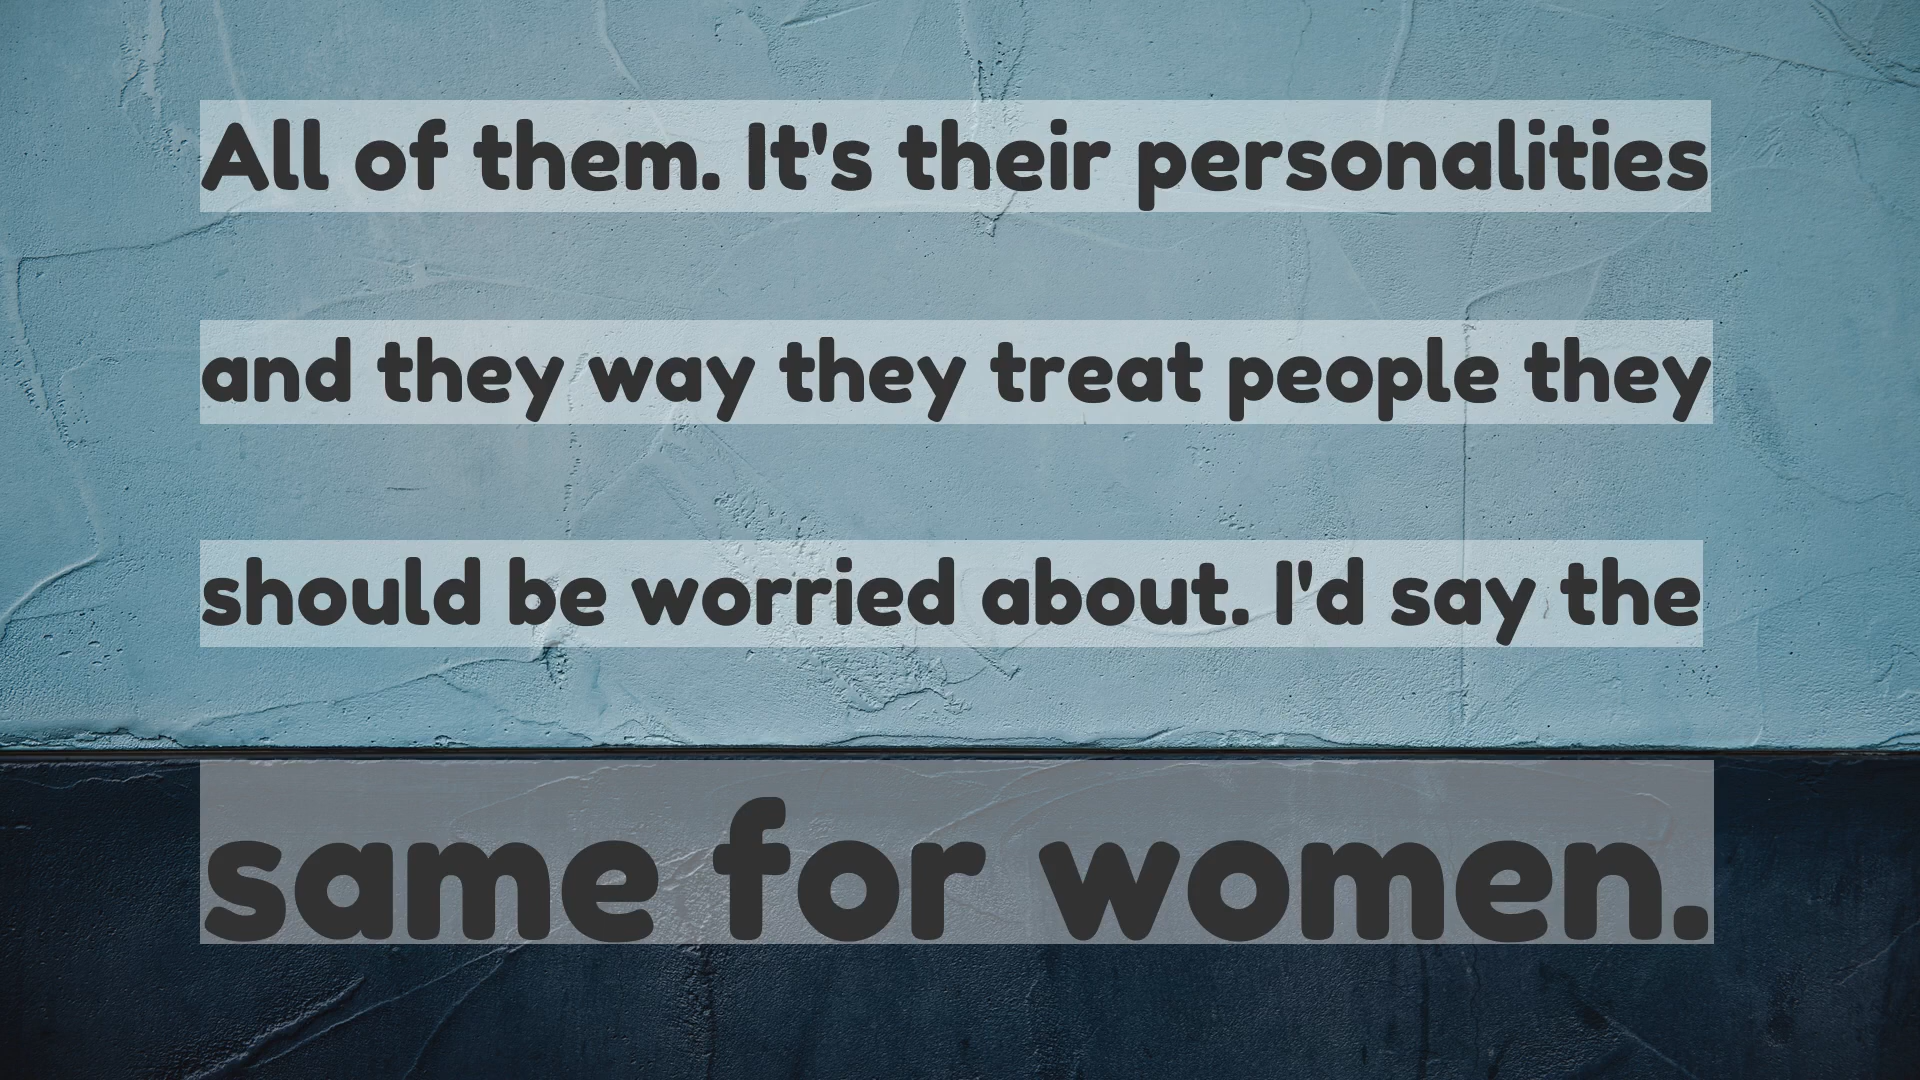 All of them. It's their personalities
and they way they treat people they
should be worried about. I'd say the
same for women.